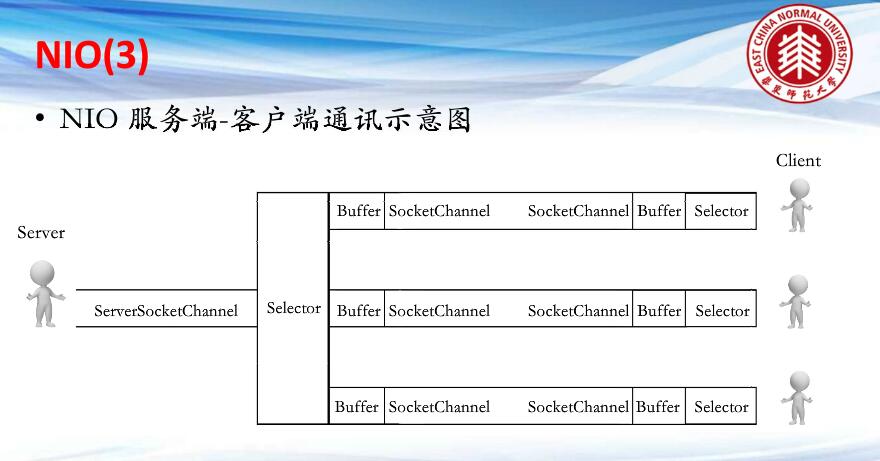 NIO(3)
EAST CHINA NORMAL UNIVERSITY
華東師范大学
• NIO 服务端-客户端通讯示意图
Client
Buffer SocketChannel SocketChannel Buffer Selector
Server
ServerSocketChannel Selector Buffer SocketChannel SocketChannel Buffer Selector
Buffer SocketChannel SocketChannel Buffer Selector